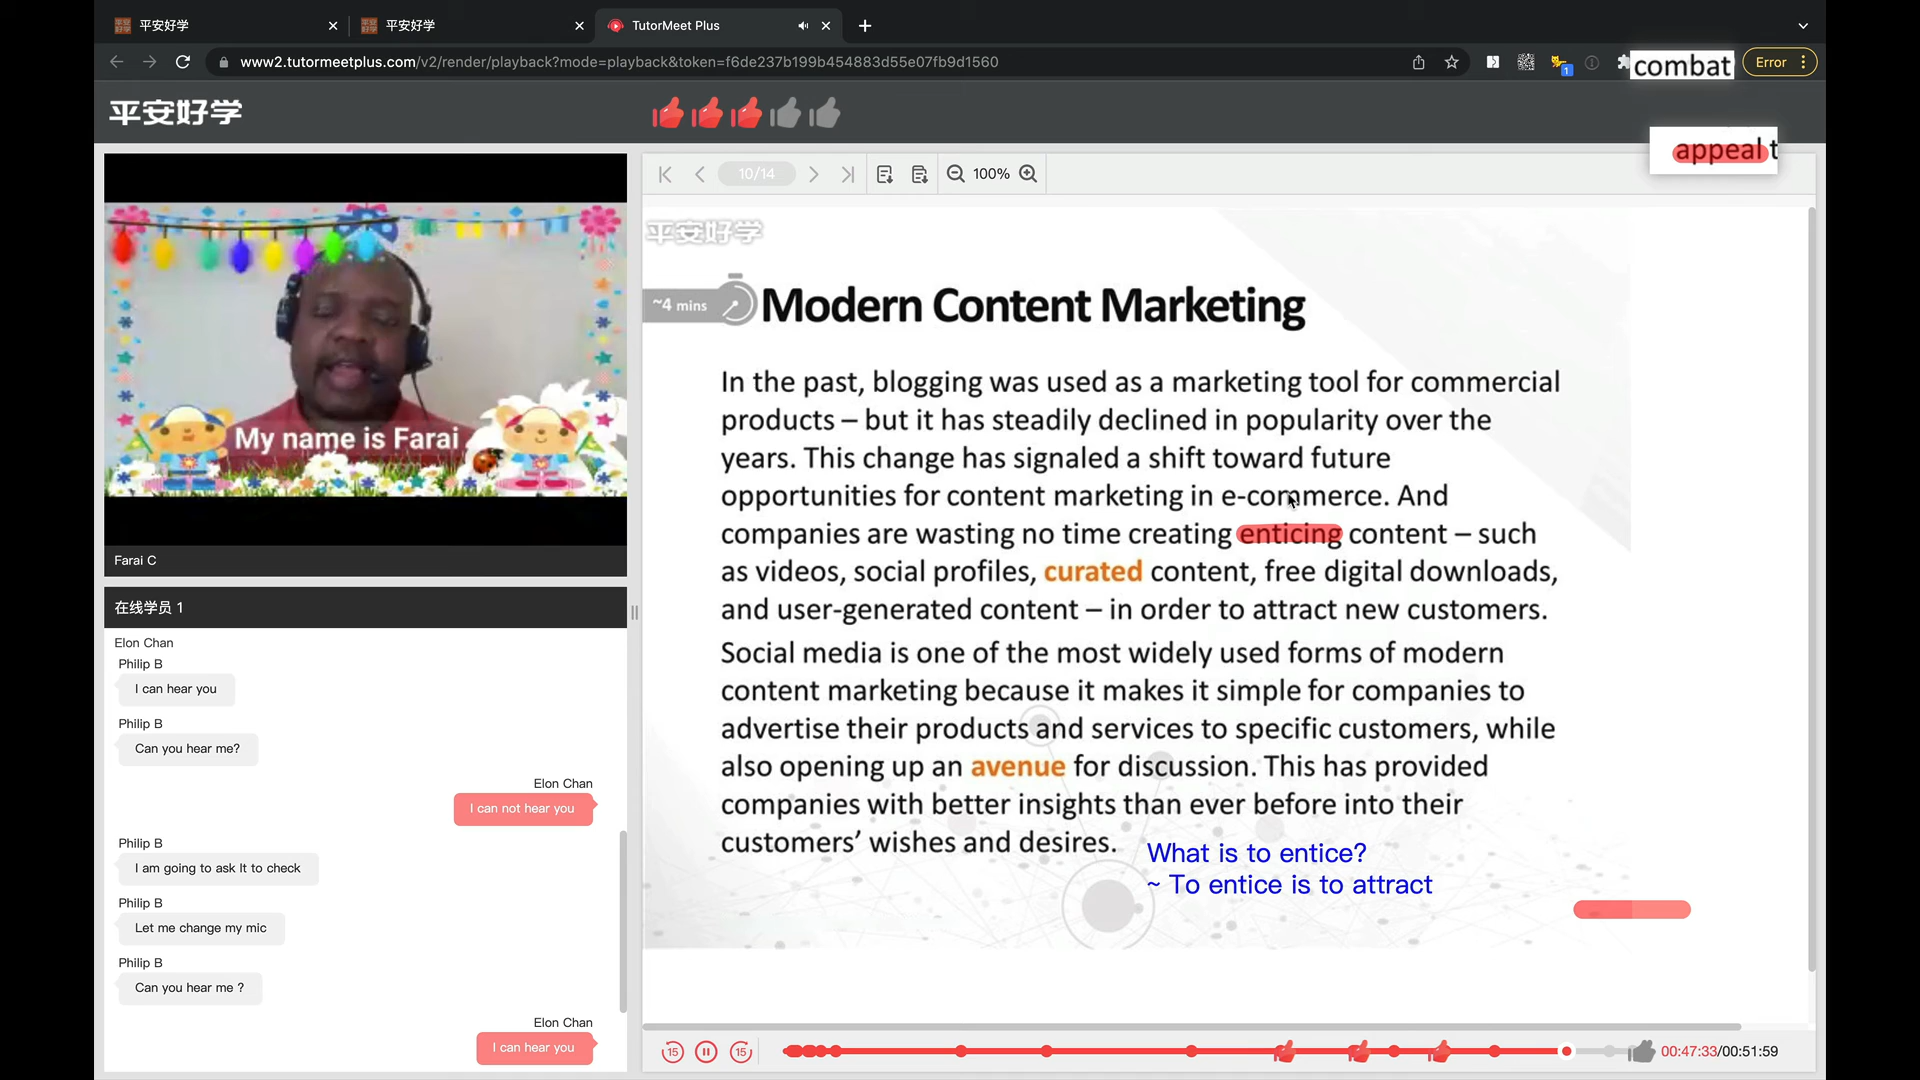 平安好学
平安好学
TutorMeet Plus
www2.tutormeetplus.com/v2/render/playback?mode=playback&token=f6de237b199b454883d55e07fb9d1560
1
combat
Error
平安好学
appeal t
10/14
100%
平安好学
~4 mins
Modern Content Marketing
In the past, blogging was used as a marketing tool for commercial
products – but it has steadily declined in popularity over the
years. This change has signaled a shift toward future
opportunities for content marketing in e-commerce. And
companies are wasting no time creating enticing content – such
as videos, social profiles, curated content, free digital downloads,
and user-generated content – in order to attract new customers.
Social media is one of the most widely used forms of modern
content marketing because it makes it simple for companies to
advertise their products and services to specific customers, while
also opening up an avenue for discussion. This has provided
companies with better insights than ever before into their
customers’ wishes and desires.
What is to entice?
~ To entice is to attract
My name is Farai
Farai C
在线学员 1
Elon Chan
Philip B
I can hear you
Philip B
Can you hear me?
Elon Chan
I can not hear you
Philip B
I am going to ask It to check
Philip B
Let me change my mic
Philip B
Can you hear me ?
Elon Chan
I can hear you
15
15
00:47:33/00:51:59